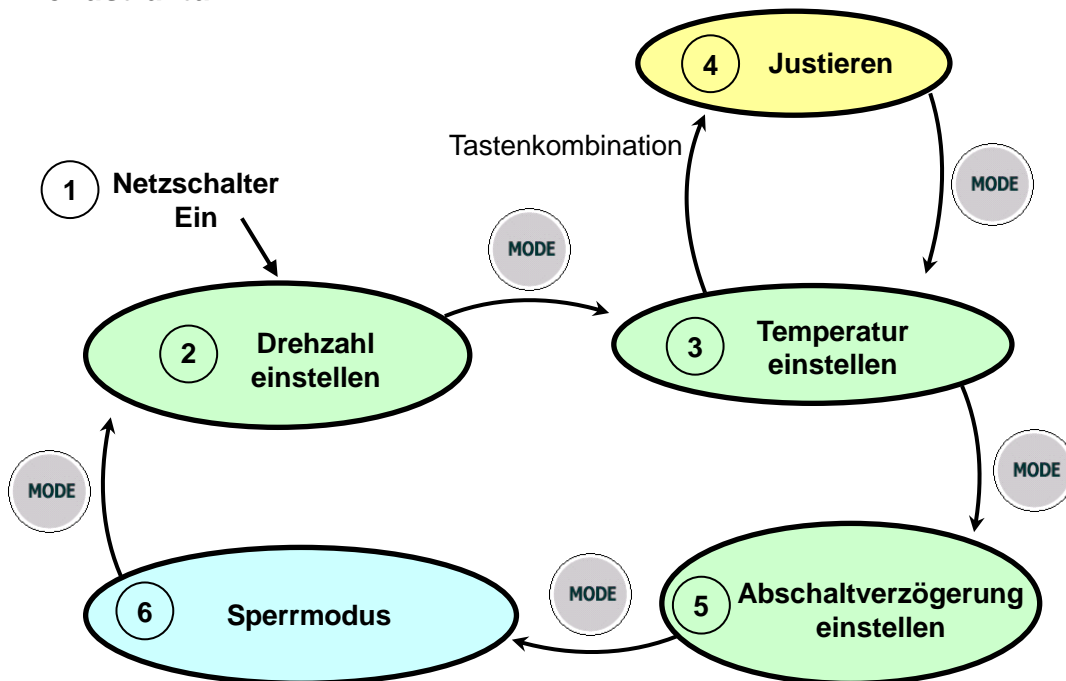 4 Justieren
Tastenkombination
MODE
1 Netzschalter
Ein
MODE
2 Drehzahl
einstellen
3 Temperatur
einstellen
MODE
MODE
6 Sperrmodus
MODE
5 Abschaltverzögerung
einstellen